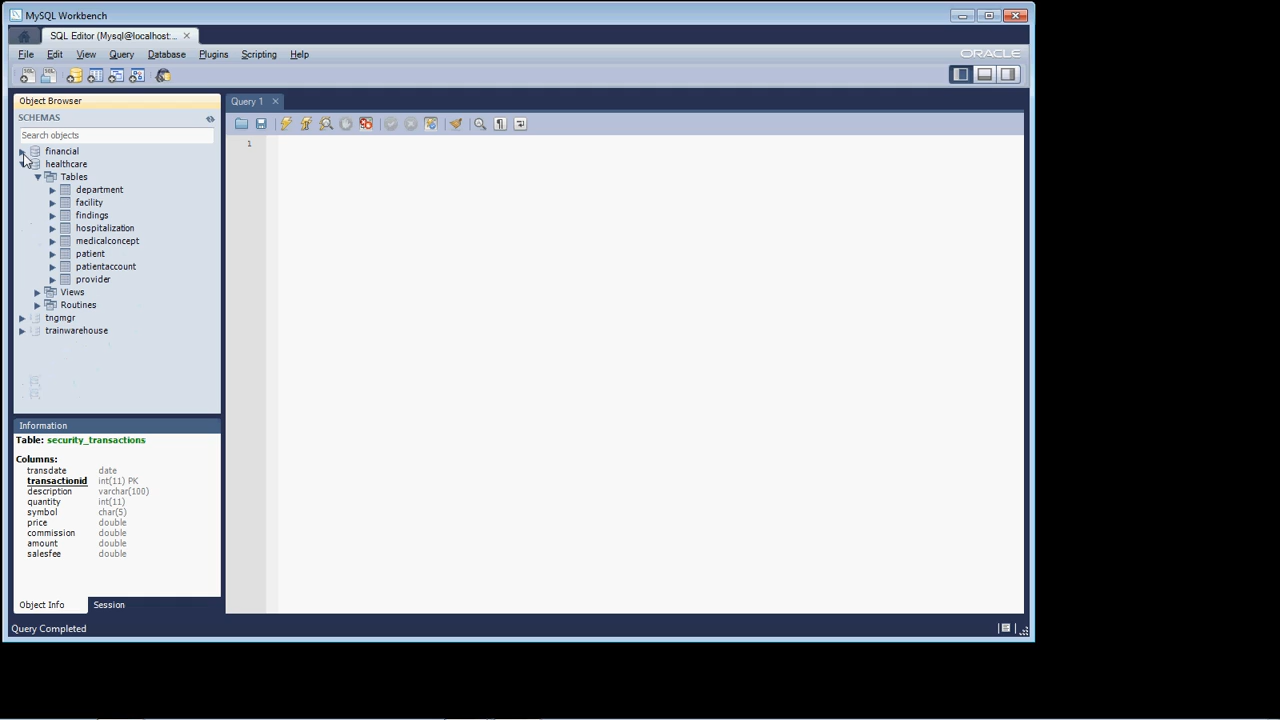 MySQL Workbench
SQL Editor (Mysql@localhost:...
File Edit View Query Database Plugins Scripting Help
ORACLE
Object Browser
SCHEMAS
Search objects
financial
healthcare
Tables
department
facility
findings
hospitalization
medicalconcept
patient
patientaccount
provider
Views
Routines
tngmgr
trainwarehouse
Information
Table: security_transactions
Columns:
transdate date
transactionid int(11) PK
description varchar(100)
quantity int(11)
symbol char(5)
price double
commission double
amount double
salesfee double
Object Info Session
Query Completed
Query 1
1